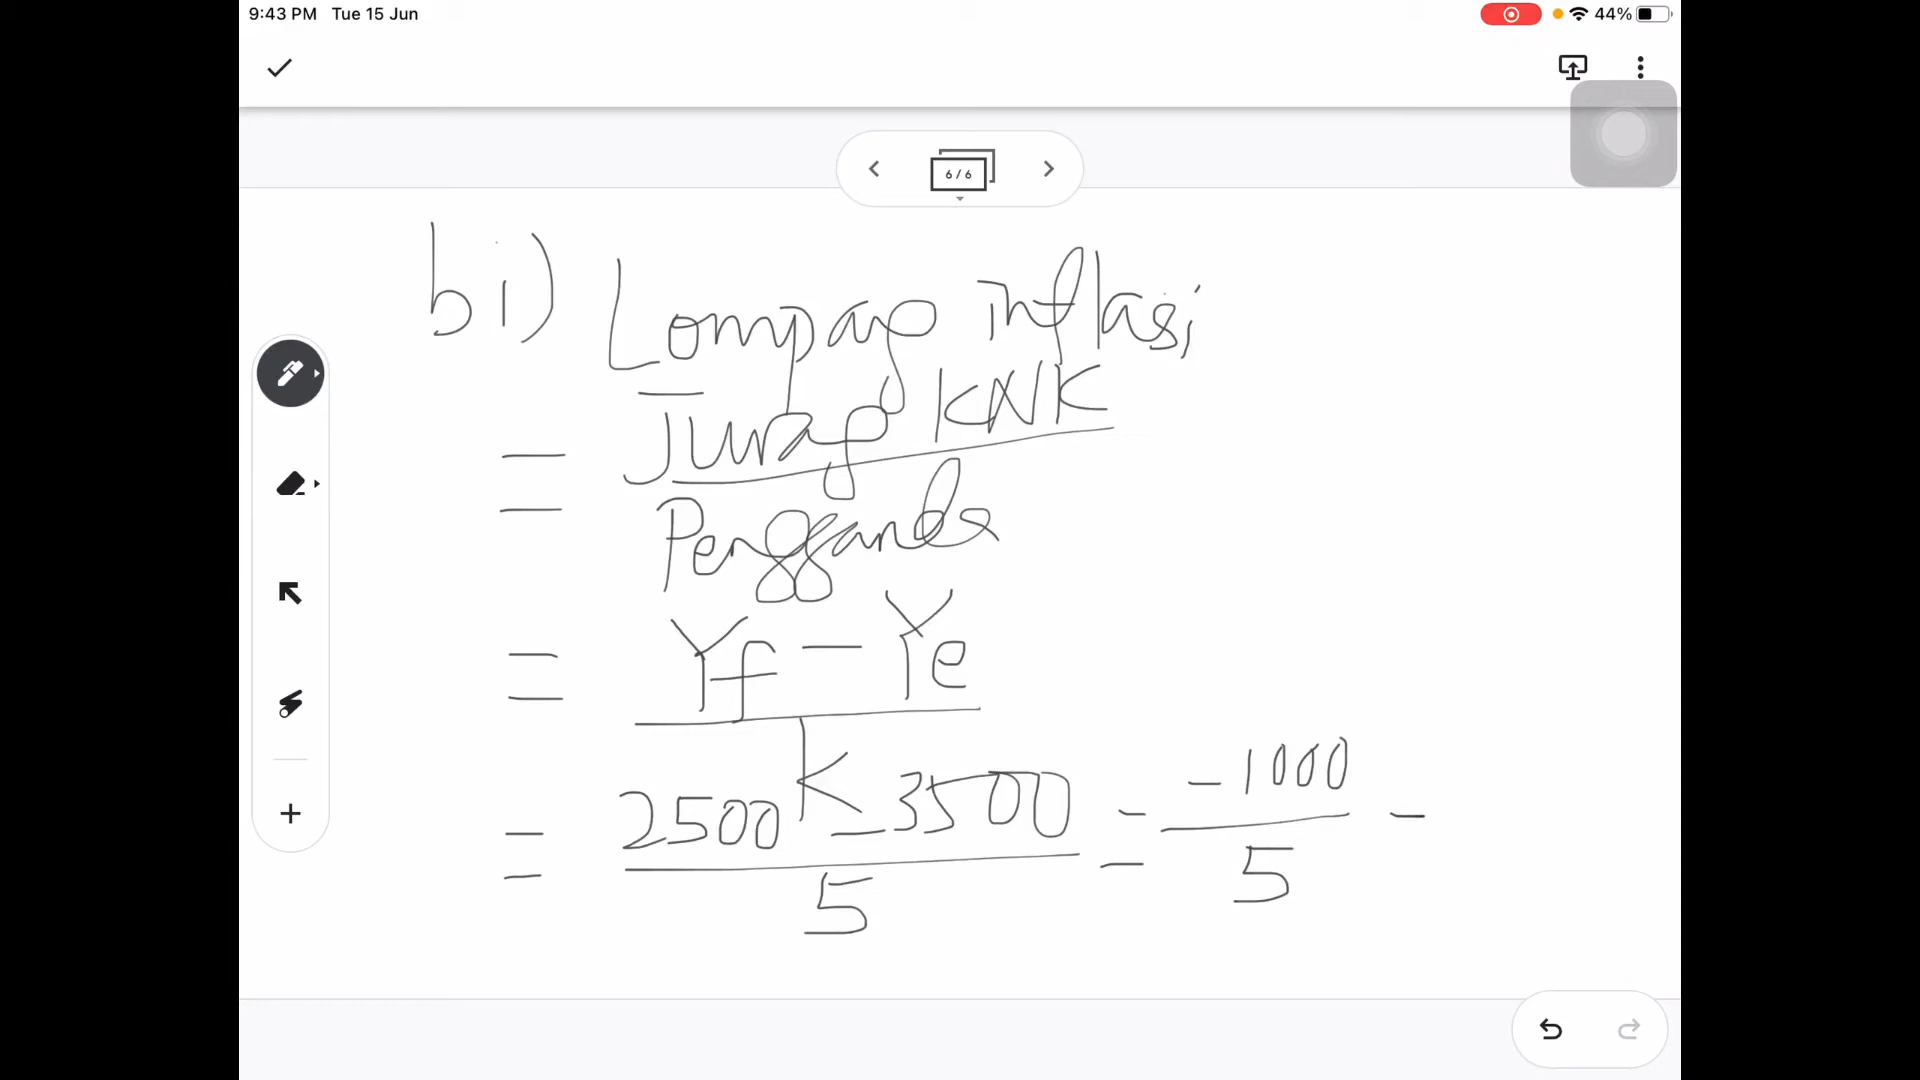 9:43 PM Tue 15 Jun
44%
6 / 6
bi) Lompang inflasi
= Jurang KNK
Pengganda
= Yf - Ye
K
= 2500 - 3500 = -1000 -
5 5